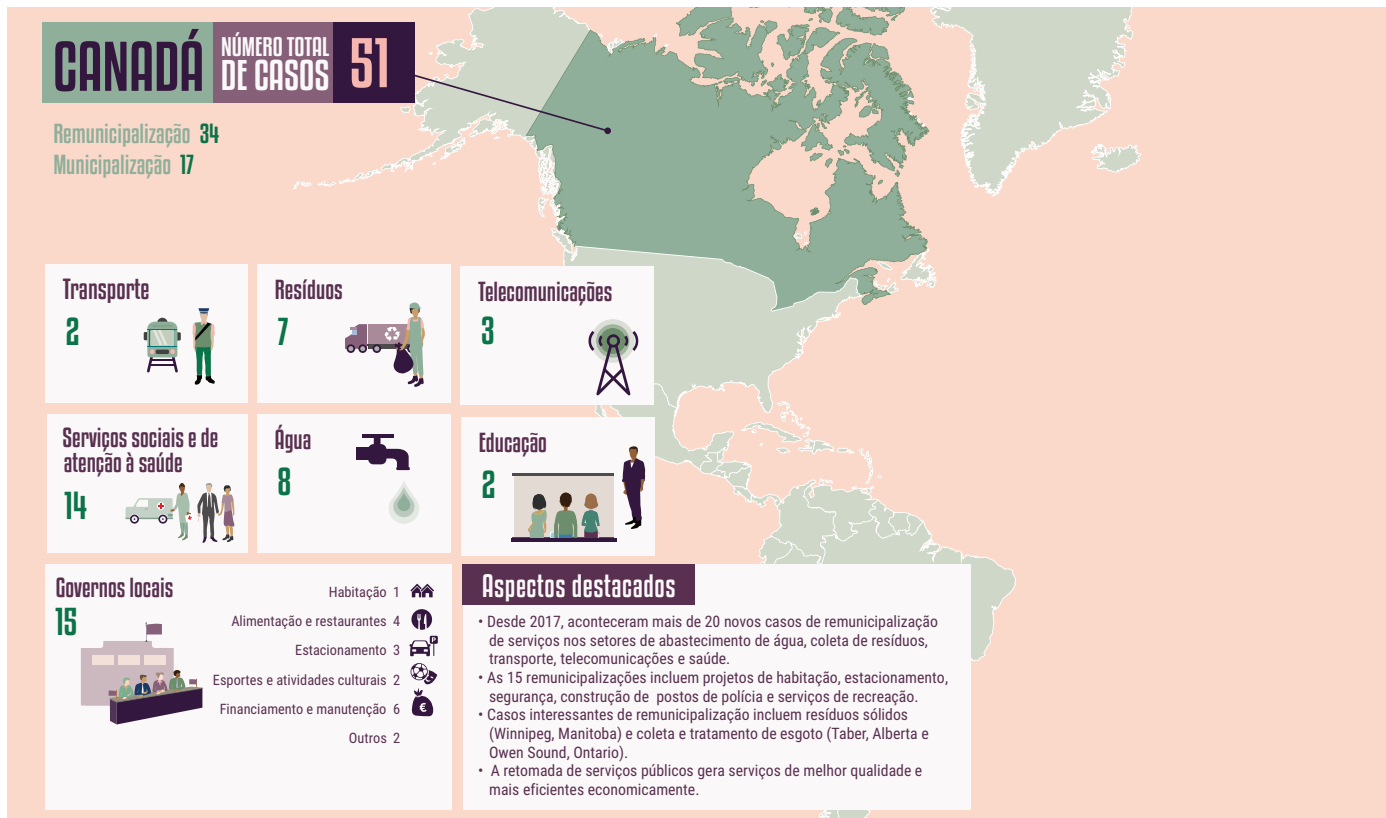 CANADÁ
NÚMERO TOTAL
DE CASOS
51
Remunicipalização 34
Municipalização 17
Transporte
2
Resíduos
7
Telecomunicações
3
Serviços sociais e de
atenção à saúde
14
Água
8
Educação
2
Governos locais
15
Habitação 1
Alimentação e restaurantes 4
Estacionamento 3
P
Esportes e atividades culturais 2
Financiamento e manutenção 6
€
Outros 2
Aspectos destacados
• Desde 2017, aconteceram mais de 20 novos casos de remunicipalização
de serviços nos setores de abastecimento de água, coleta de resíduos,
transporte, telecomunicações e saúde.
• As 15 remunicipalizações incluem projetos de habitação, estacionamento,
segurança, construção de postos de polícia e serviços de recreação.
• Casos interessantes de remunicipalização incluem resíduos sólidos
(Winnipeg, Manitoba) e coleta e tratamento de esgoto (Taber, Alberta e
Owen Sound, Ontario).
• A retomada de serviços públicos gera serviços de melhor qualidade e
mais eficientes economicamente.